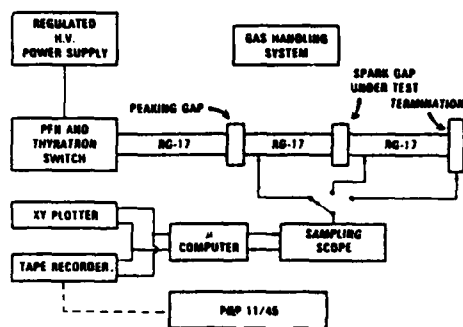 REGULATED
H.V.
POWER SUPPLY
GAS HANDLING
SYSTEM
SPARK GAP
UNDER TEST
TERMINATION
PEAKING GAP
PFN AND
THYRATRON
SWITCH
RG-17
RG-17
RG-17
XY PLOTTER
TAPE RECORDER.
μ
COMPUTER
SAMPLING
SCOPE
PDP 11/45